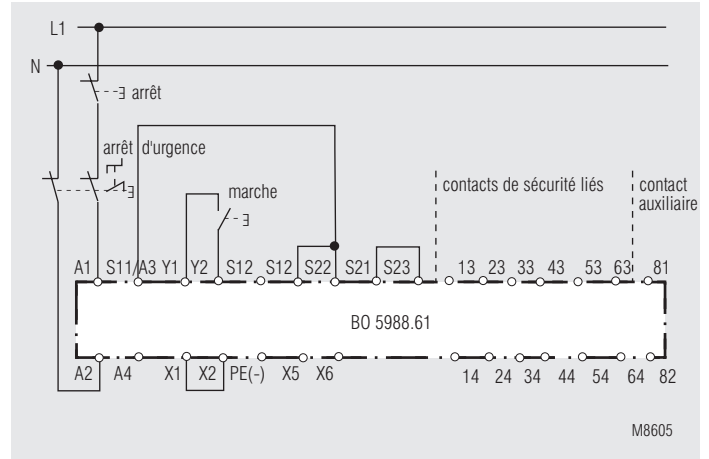 L1
N
arrêt
arrêt d'urgence
marche
contacts de sécurité liés
contact
auxiliaire
A1 S11/A3 Y1 Y2 S12 S12 S22 S21 S23 13 23 33 43 53 63 81
BO 5988.61
A2 A4 X1 X2 PE(-) X5 X6 14 24 34 44 54 64 82
M8605